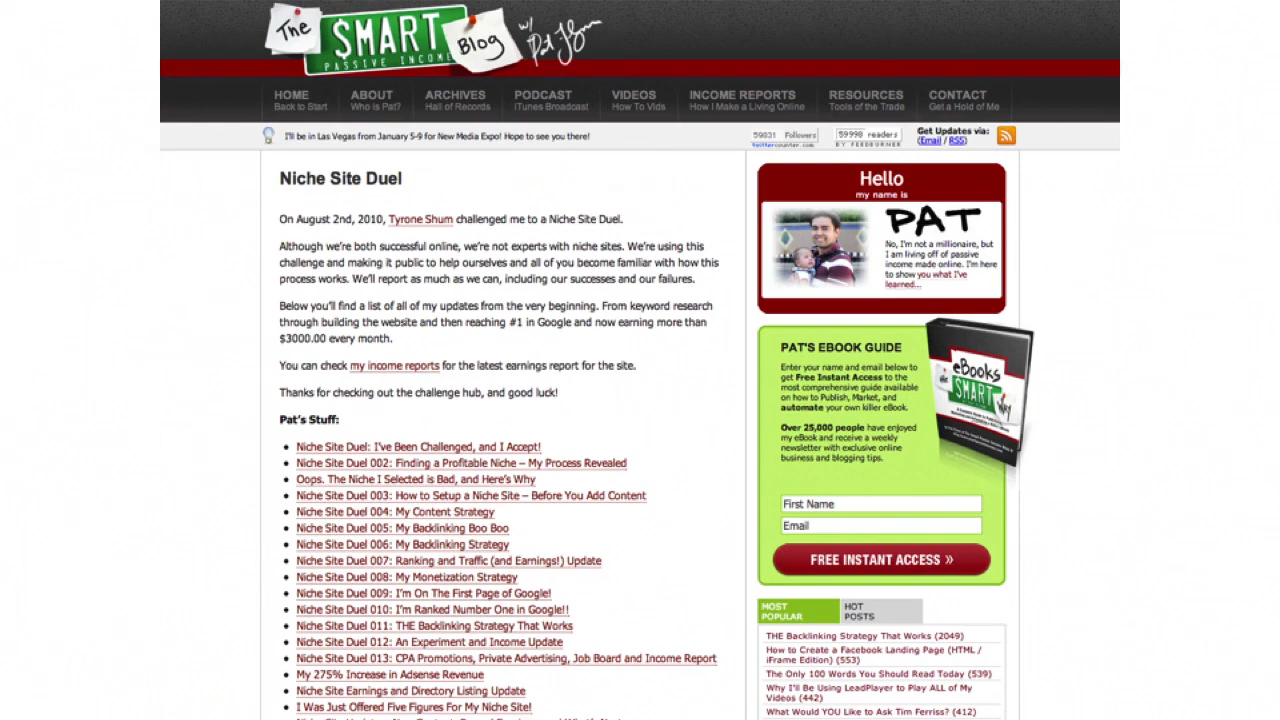 The $MART Blog w/ Pat Flynn
PASSIVE INCOME
HOME ABOUT ARCHIVES PODCAST VIDEOS INCOME REPORTS RESOURCES CONTACT
Back to Start Who is Pat? Hall of Records iTunes Broadcast How To Vids How I Make a Living Online Tools of the Trade Get a Hold of Me
I'll be in Las Vegas from January 5-9 for New Media Expo! Hope to see you there!
59831 Followers
twittercounter.com
59998 readers
BY FEEDBURNER
Get Updates via:
(Email / RSS)
Niche Site Duel
On August 2nd, 2010, Tyrone Shum challenged me to a Niche Site Duel.
Although we're both successful online, we're not experts with niche sites. We're using this
challenge and making it public to help ourselves and all of you become familiar with how this
process works. We'll report as much as we can, including our successes and our failures.
Below you'll find a list of all of my updates from the very beginning. From keyword research
through building the website and then reaching #1 in Google and now earning more than
$3000.00 every month.
You can check my income reports for the latest earnings report for the site.
Thanks for checking out the challenge hub, and good luck!
Pat's Stuff:
Niche Site Duel: I've Been Challenged, and I Accept!
Niche Site Duel 002: Finding a Profitable Niche – My Process Revealed
Oops. The Niche I Selected is Bad, and Here's Why
Niche Site Duel 003: How to Setup a Niche Site – Before You Add Content
Niche Site Duel 004: My Content Strategy
Niche Site Duel 005: My Backlinking Boo Boo
Niche Site Duel 006: My Backlinking Strategy
Niche Site Duel 007: Ranking and Traffic (and Earnings!) Update
Niche Site Duel 008: My Monetization Strategy
Niche Site Duel 009: I'm On The First Page of Google!
Niche Site Duel 010: I'm Ranked Number One in Google!!
Niche Site Duel 011: THE Backlinking Strategy That Works
Niche Site Duel 012: An Experiment and Income Update
Niche Site Duel 013: CPA Promotions, Private Advertising, Job Board and Income Report
My 275% Increase in Adsense Revenue
Niche Site Earnings and Directory Listing Update
I Was Just Offered Five Figures For My Niche Site!
Hello
my name is
PAT
No, I'm not a millionaire, but
I am living off of passive
income made online. I'm here
to show you what I've
learned...
PAT'S EBOOK GUIDE
Enter your name and email below to
get Free Instant Access to the
most comprehensive guide available
on how to Publish, Market, and
automate your own killer eBook.
Over 25,000 people have enjoyed
my eBook and receive a weekly
newsletter with exclusive online
business and blogging tips.
eBooks
the SMART Way
First Name
Email
FREE INSTANT ACCESS »
MOST POPULAR
HOT POSTS
THE Backlinking Strategy That Works (2049)
How to Create a Facebook Landing Page (HTML /
iFrame Edition) (553)
The Only 100 Words You Should Read Today (539)
Why I'll Be Using LeadPlayer to Play ALL of My
Videos (442)
What Would YOU Like to Ask Tim Ferriss? (412)